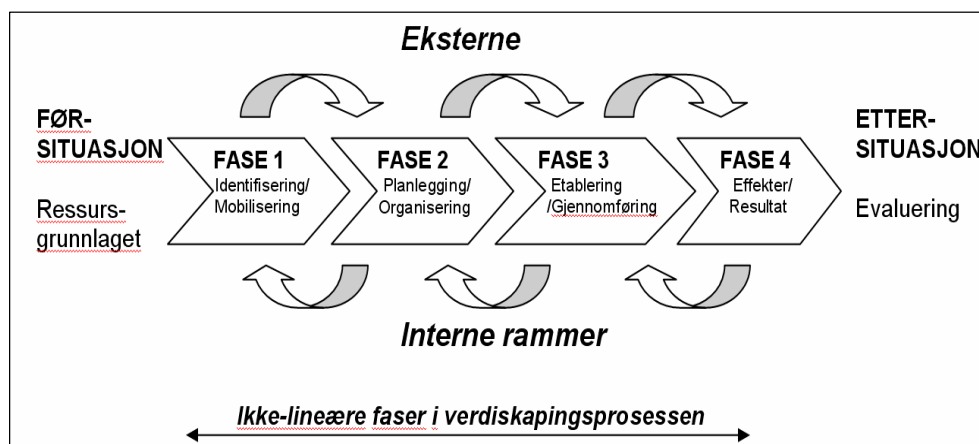 Eksterne
FØR-
SITUASJON
Ressurs-
grunnlaget
FASE 1
Identifisering/
Mobilisering
FASE 2
Planlegging/
Organisering
FASE 3
Etablering
/Gjennomføring
FASE 4
Effekter/
Resultat
ETTER-
SITUASJON
Evaluering
Interne rammer
Ikke-lineære faser i verdiskapingsprosessen